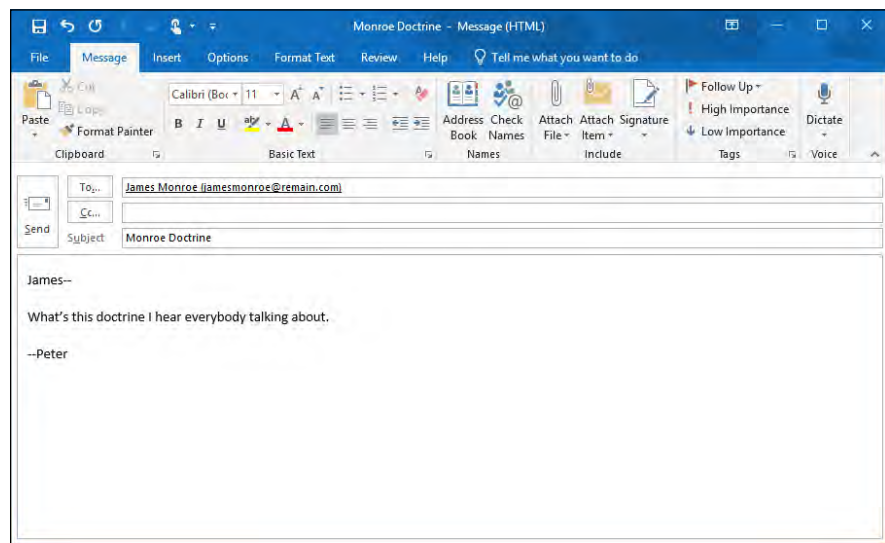 Monroe Doctrine - Message (HTML)
File Message Insert Options Format Text Review Help Tell me what you want to do
Paste
Cut
Copy
Format Painter
Clipboard
Calibri (Boc 11
B I U
Basic Text
Address Book
Check Names
Names
Attach File
Attach Item
Signature
Include
Follow Up
High Importance
Low Importance
Tags
Dictate
Voice
Send
To...
James Monroe (jamesmonroe@remain.com)
Cc...
Subject
Monroe Doctrine
James--
What's this doctrine I hear everybody talking about.
--Peter